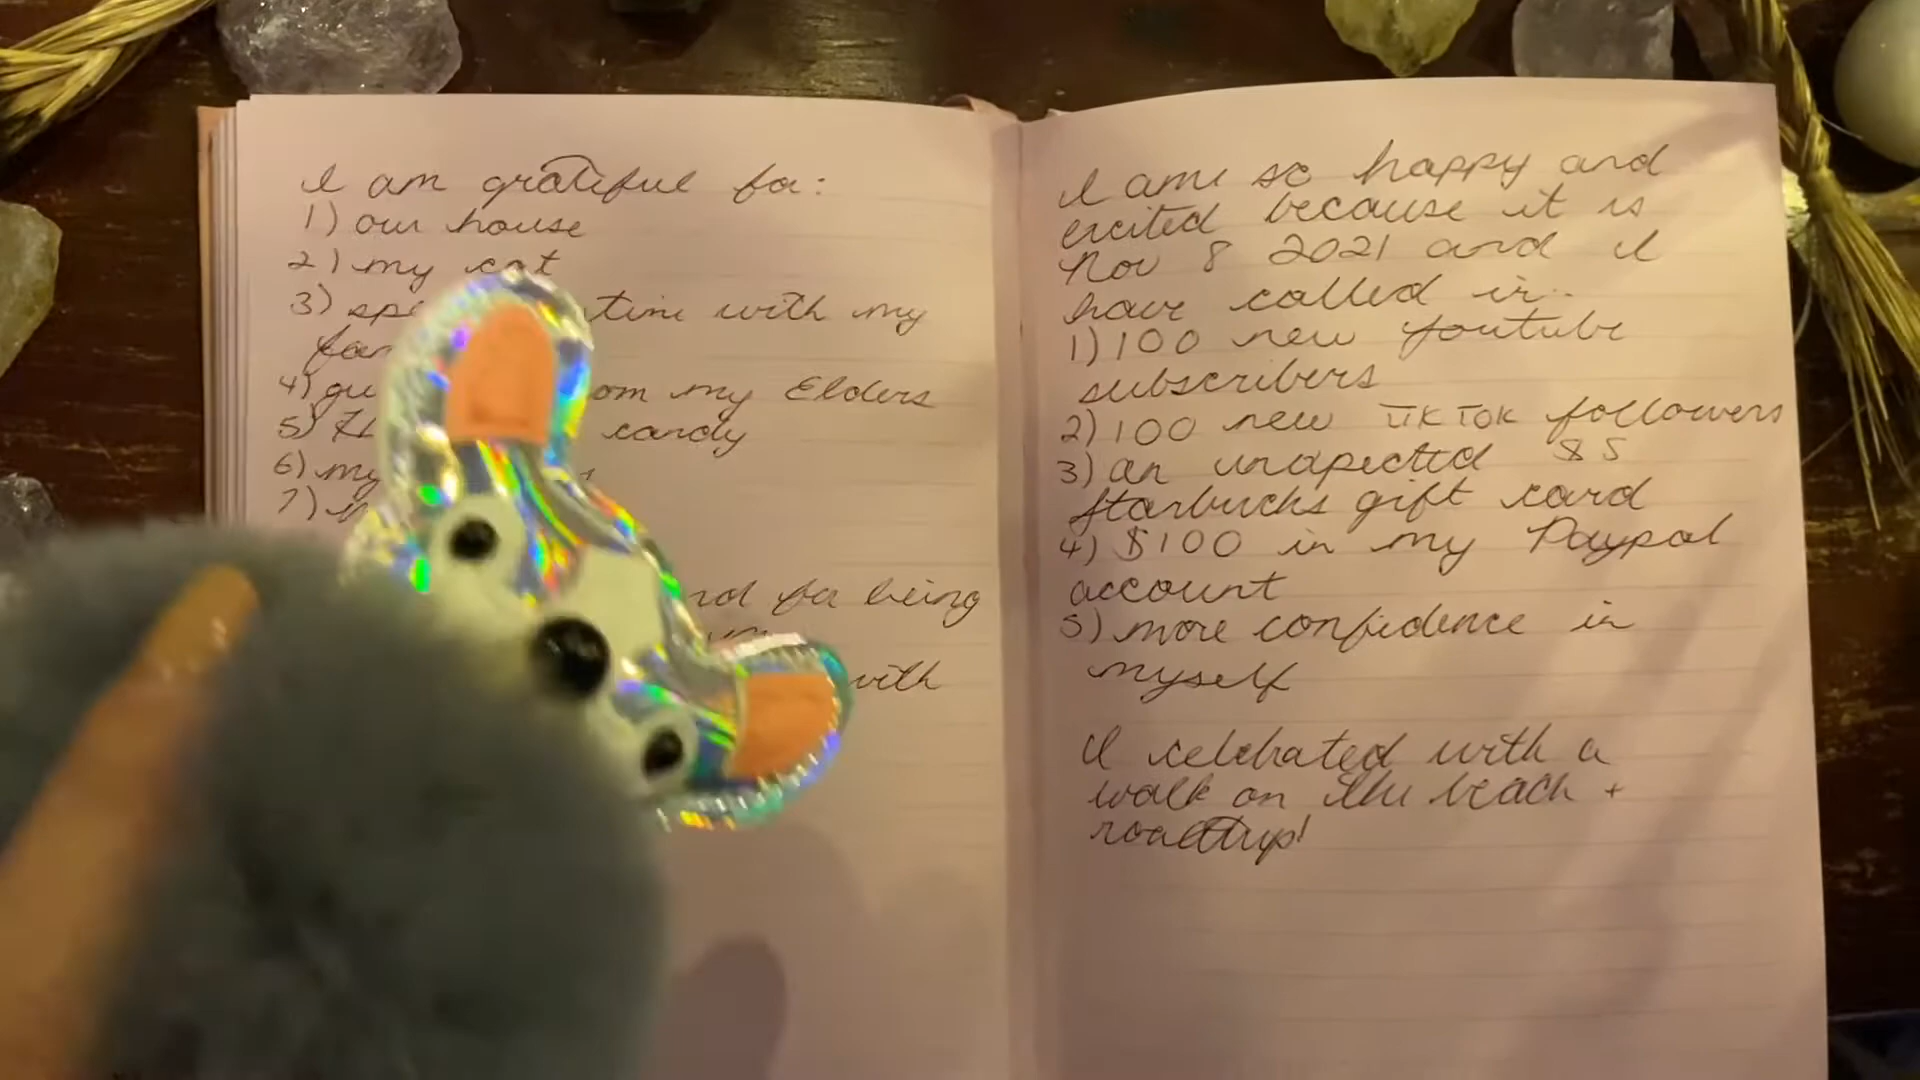 I am grateful for:
1) our house
2) my cat
3) time with my
4) my Elders
5) candy
6) my
7)
for being
with
I am so happy and
excited because it is
Nov 8 2021 and I
have called in
1) 100 new youtube
subscribers
2) 100 new TikTok followers
3) an unexpected $5
Starbucks gift card
4) $100 in my Paypal
account
5) more confidence in
myself
I celebrated with a
walk on the beach +
roadtrip!